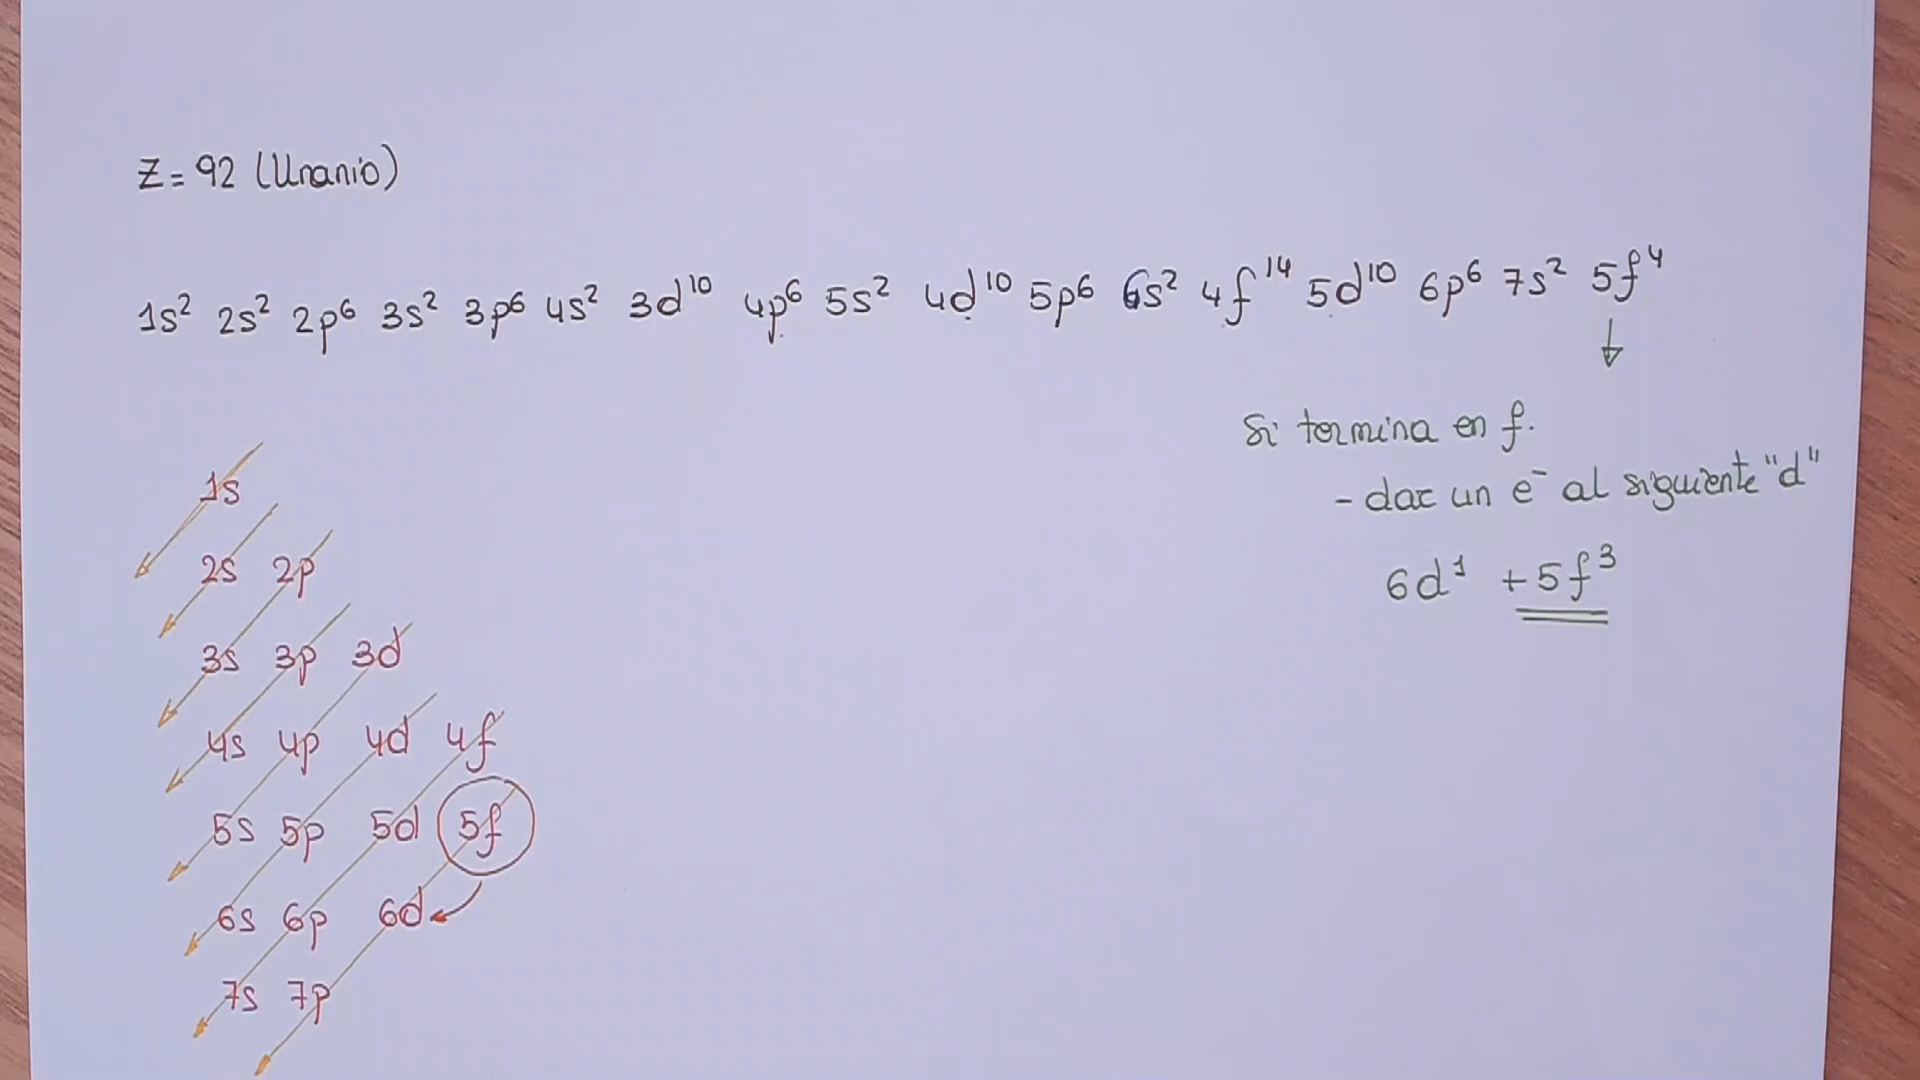 Z = 92 (Uranio)
1s² 2s² 2p⁶ 3s² 3p⁶ 4s² 3d¹⁰ 4p⁶ 5s² 4d¹⁰ 5p⁶ 6s² 4f¹⁴ 5d¹⁰ 6p⁶ 7s² 5f⁴
Si termina en f.
- dar un e⁻ al siguiente "d"
6d¹ + 5f³
1s
2s 2p
3s 3p 3d
4s 4p 4d 4f
5s 5p 5d 5f
6s 6p 6d
7s 7p